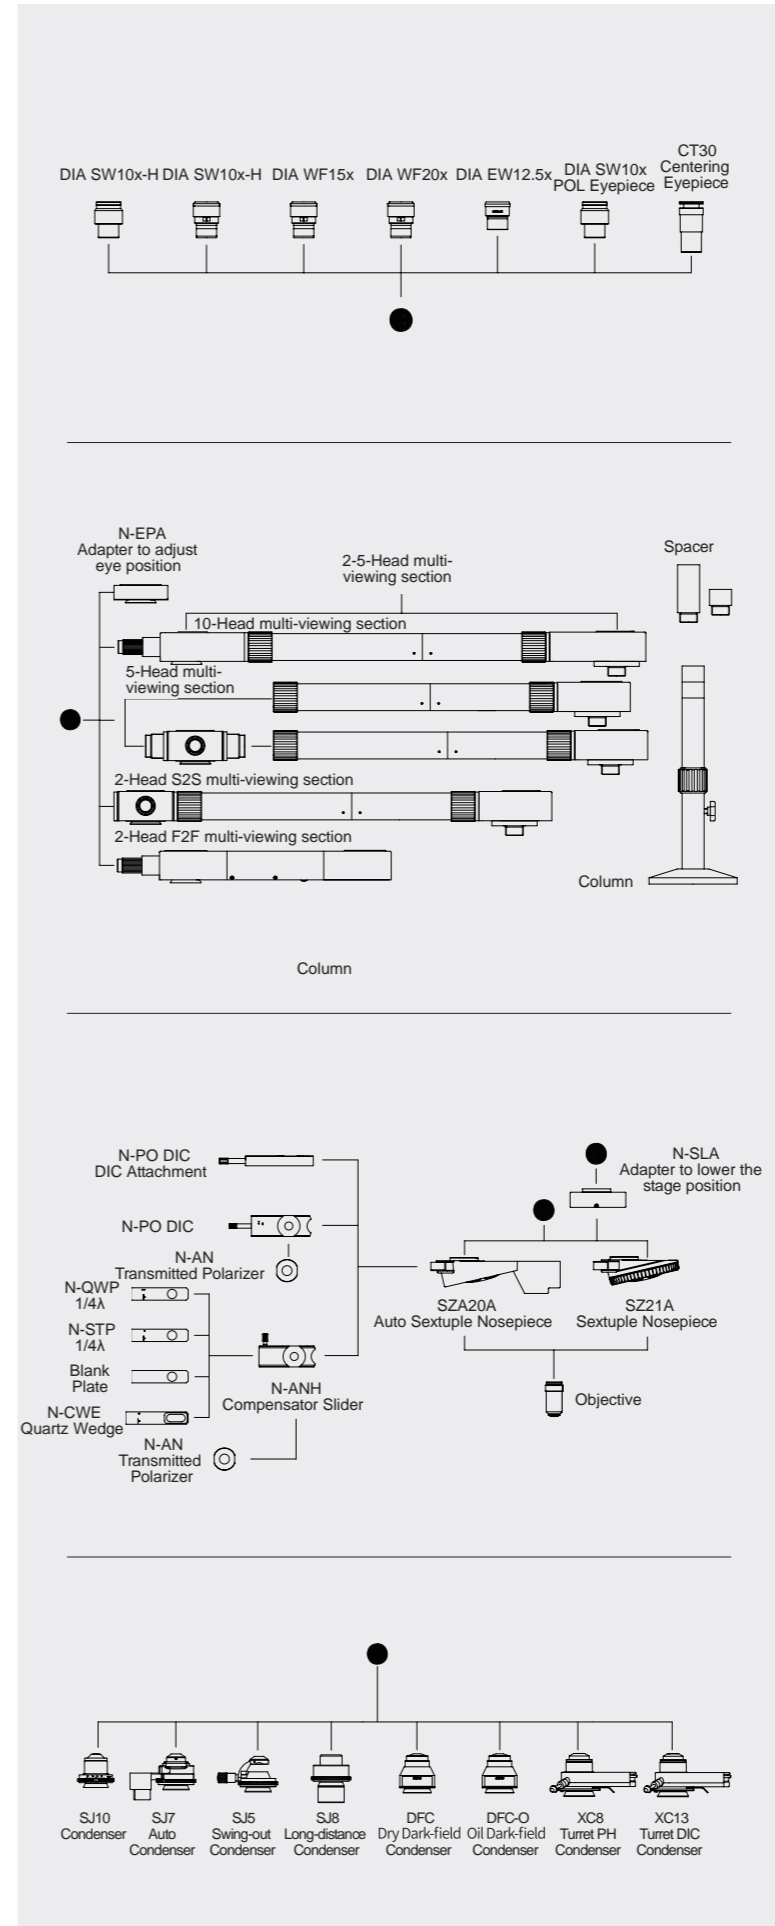 DIA SW10x-H
DIA SW10x-H
DIA WF15x
DIA WF20x
DIA EW12.5x
DIA SW10x
POL Eyepiece
CT30
Centering
Eyepiece
N-EPA
Adapter to adjust
eye position
2-5-Head multi-
viewing section
Spacer
10-Head multi-viewing section
5-Head multi-
viewing section
2-Head S2S multi-viewing section
2-Head F2F multi-viewing section
Column
Column
N-PO DIC
DIC Attachment
N-SLA
Adapter to lower the
stage position
N-PO DIC
N-AN
Transmitted Polarizer
N-QWP
1/4λ
N-STP
1/4λ
Blank
Plate
N-CWE
Quartz Wedge
N-ANH
Compensator Slider
N-AN
Transmitted
Polarizer
SZA20A
Auto Sextuple Nosepiece
SZ21A
Sextuple Nosepiece
Objective
SJ10
Condenser
SJ7
Auto
Condenser
SJ5
Swing-out
Condenser
SJ8
Long-distance
Condenser
DFC
Dry Dark-field
Condenser
DFC-O
Oil Dark-field
Condenser
XC8
Turret PH
Condenser
XC13
Turret DIC
Condenser